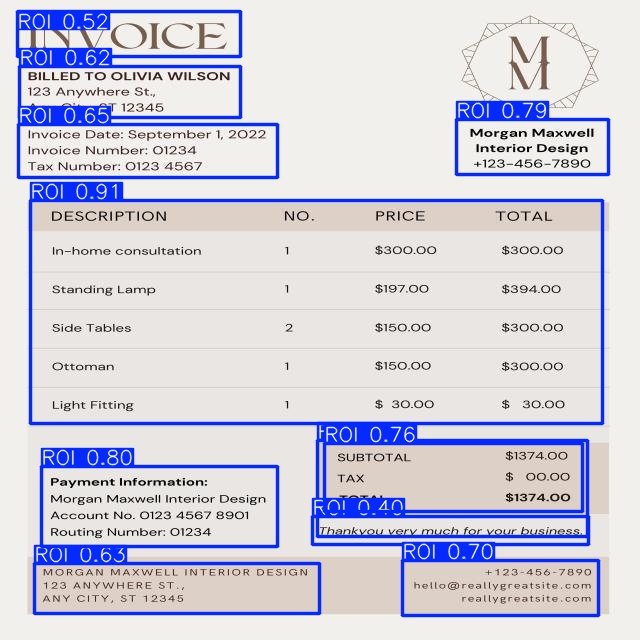 ROI 0.52
INVOICE
ROI 0.62
BILLED TO OLIVIA WILSON
123 Anywhere St.,
Any City, ST 12345
M
M
ROI 0.79
Morgan Maxwell
Interior Design
+123-456-7890
ROI 0.65
Invoice Date: September 1, 2022
Invoice Number: 01234
Tax Number: 0123 4567
ROI 0.91
DESCRIPTION NO. PRICE TOTAL
In-home consultation 1 $300.00 $300.00
Standing Lamp 1 $197.00 $394.00
Side Tables 2 $150.00 $300.00
Ottoman 1 $150.00 $300.00
Light Fitting 1 $ 30.00 $ 30.00
ROI 0.76
SUBTOTAL $1374.00
TAX $ 00.00
TOTAL $1374.00
ROI 0.40
Thankyou very much for your business.
ROI 0.80
Payment Information:
Morgan Maxwell Interior Design
Account No. 0123 4567 8901
Routing Number: 01234
ROI 0.63
MORGAN MAXWELL INTERIOR DESIGN
123 ANYWHERE ST.,
ANY CITY, ST 12345
ROI 0.70
+123-456-7890
hello@reallygreatsite.com
reallygreatsite.com